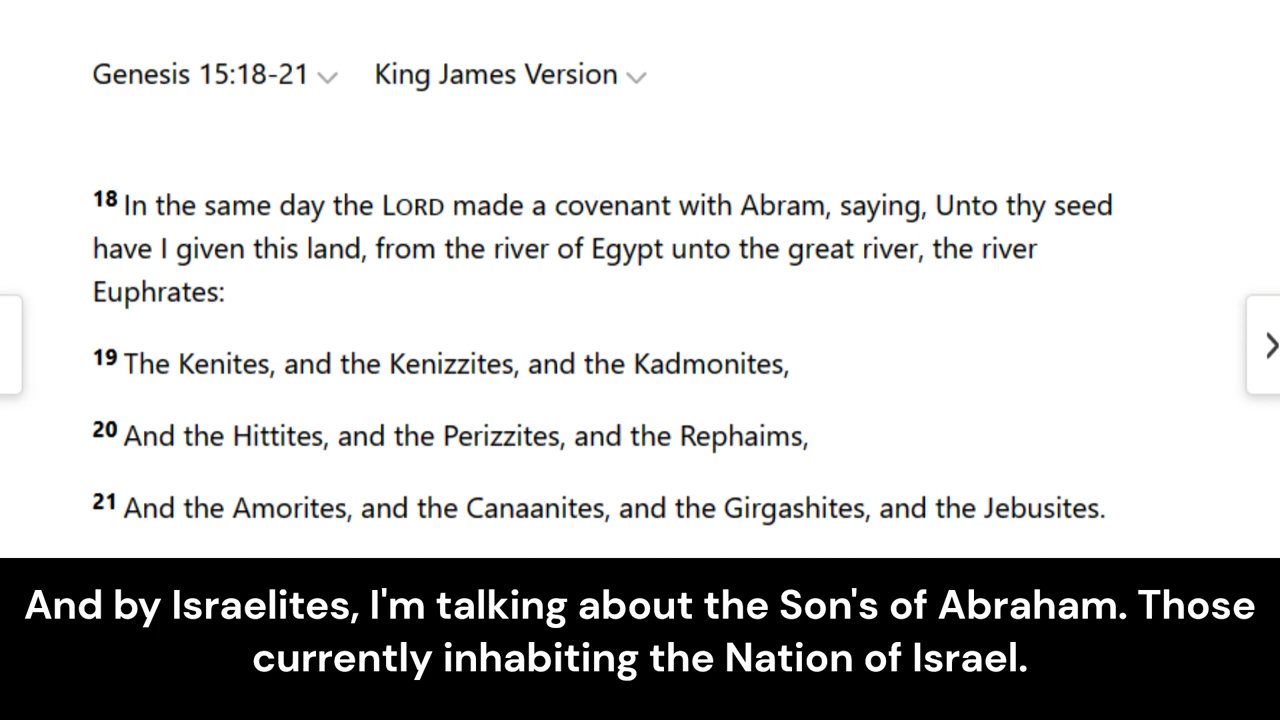 Genesis 15:18-21 King James Version
18 In the same day the LORD made a covenant with Abram, saying, Unto thy seed
have I given this land, from the river of Egypt unto the great river, the river
Euphrates:
19 The Kenites, and the Kenizzites, and the Kadmonites,
20 And the Hittites, and the Perizzites, and the Rephaims,
21 And the Amorites, and the Canaanites, and the Girgashites, and the Jebusites.
And by Israelites, I'm talking about the Son's of Abraham. Those
currently inhabiting the Nation of Israel.